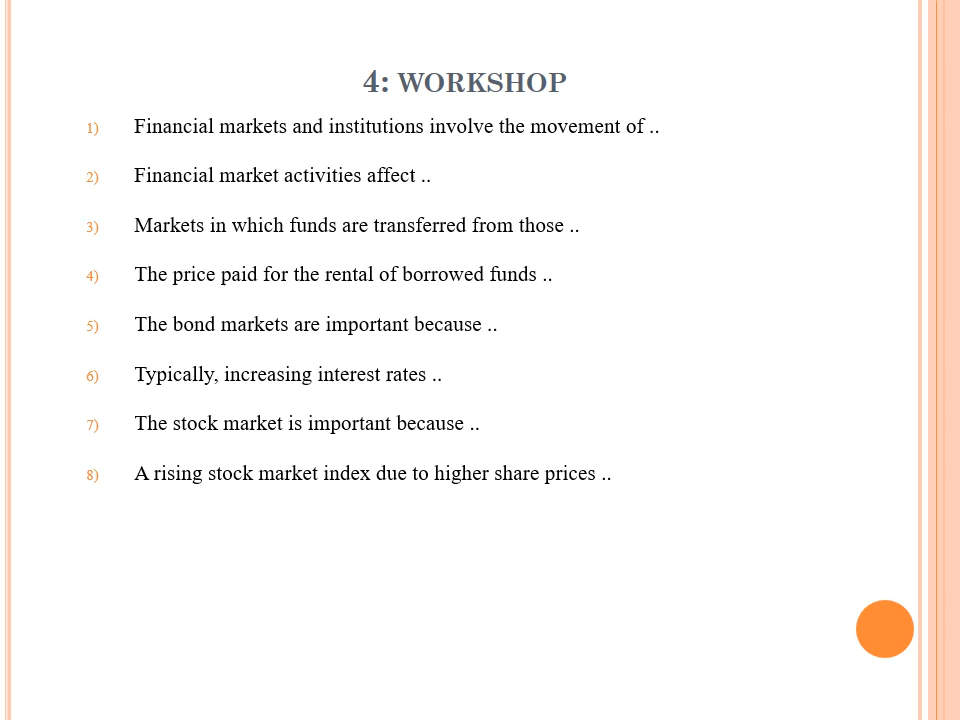 4: WORKSHOP
1) Financial markets and institutions involve the movement of ..
2) Financial market activities affect ..
3) Markets in which funds are transferred from those ..
4) The price paid for the rental of borrowed funds ..
5) The bond markets are important because ..
6) Typically, increasing interest rates ..
7) The stock market is important because ..
8) A rising stock market index due to higher share prices ..